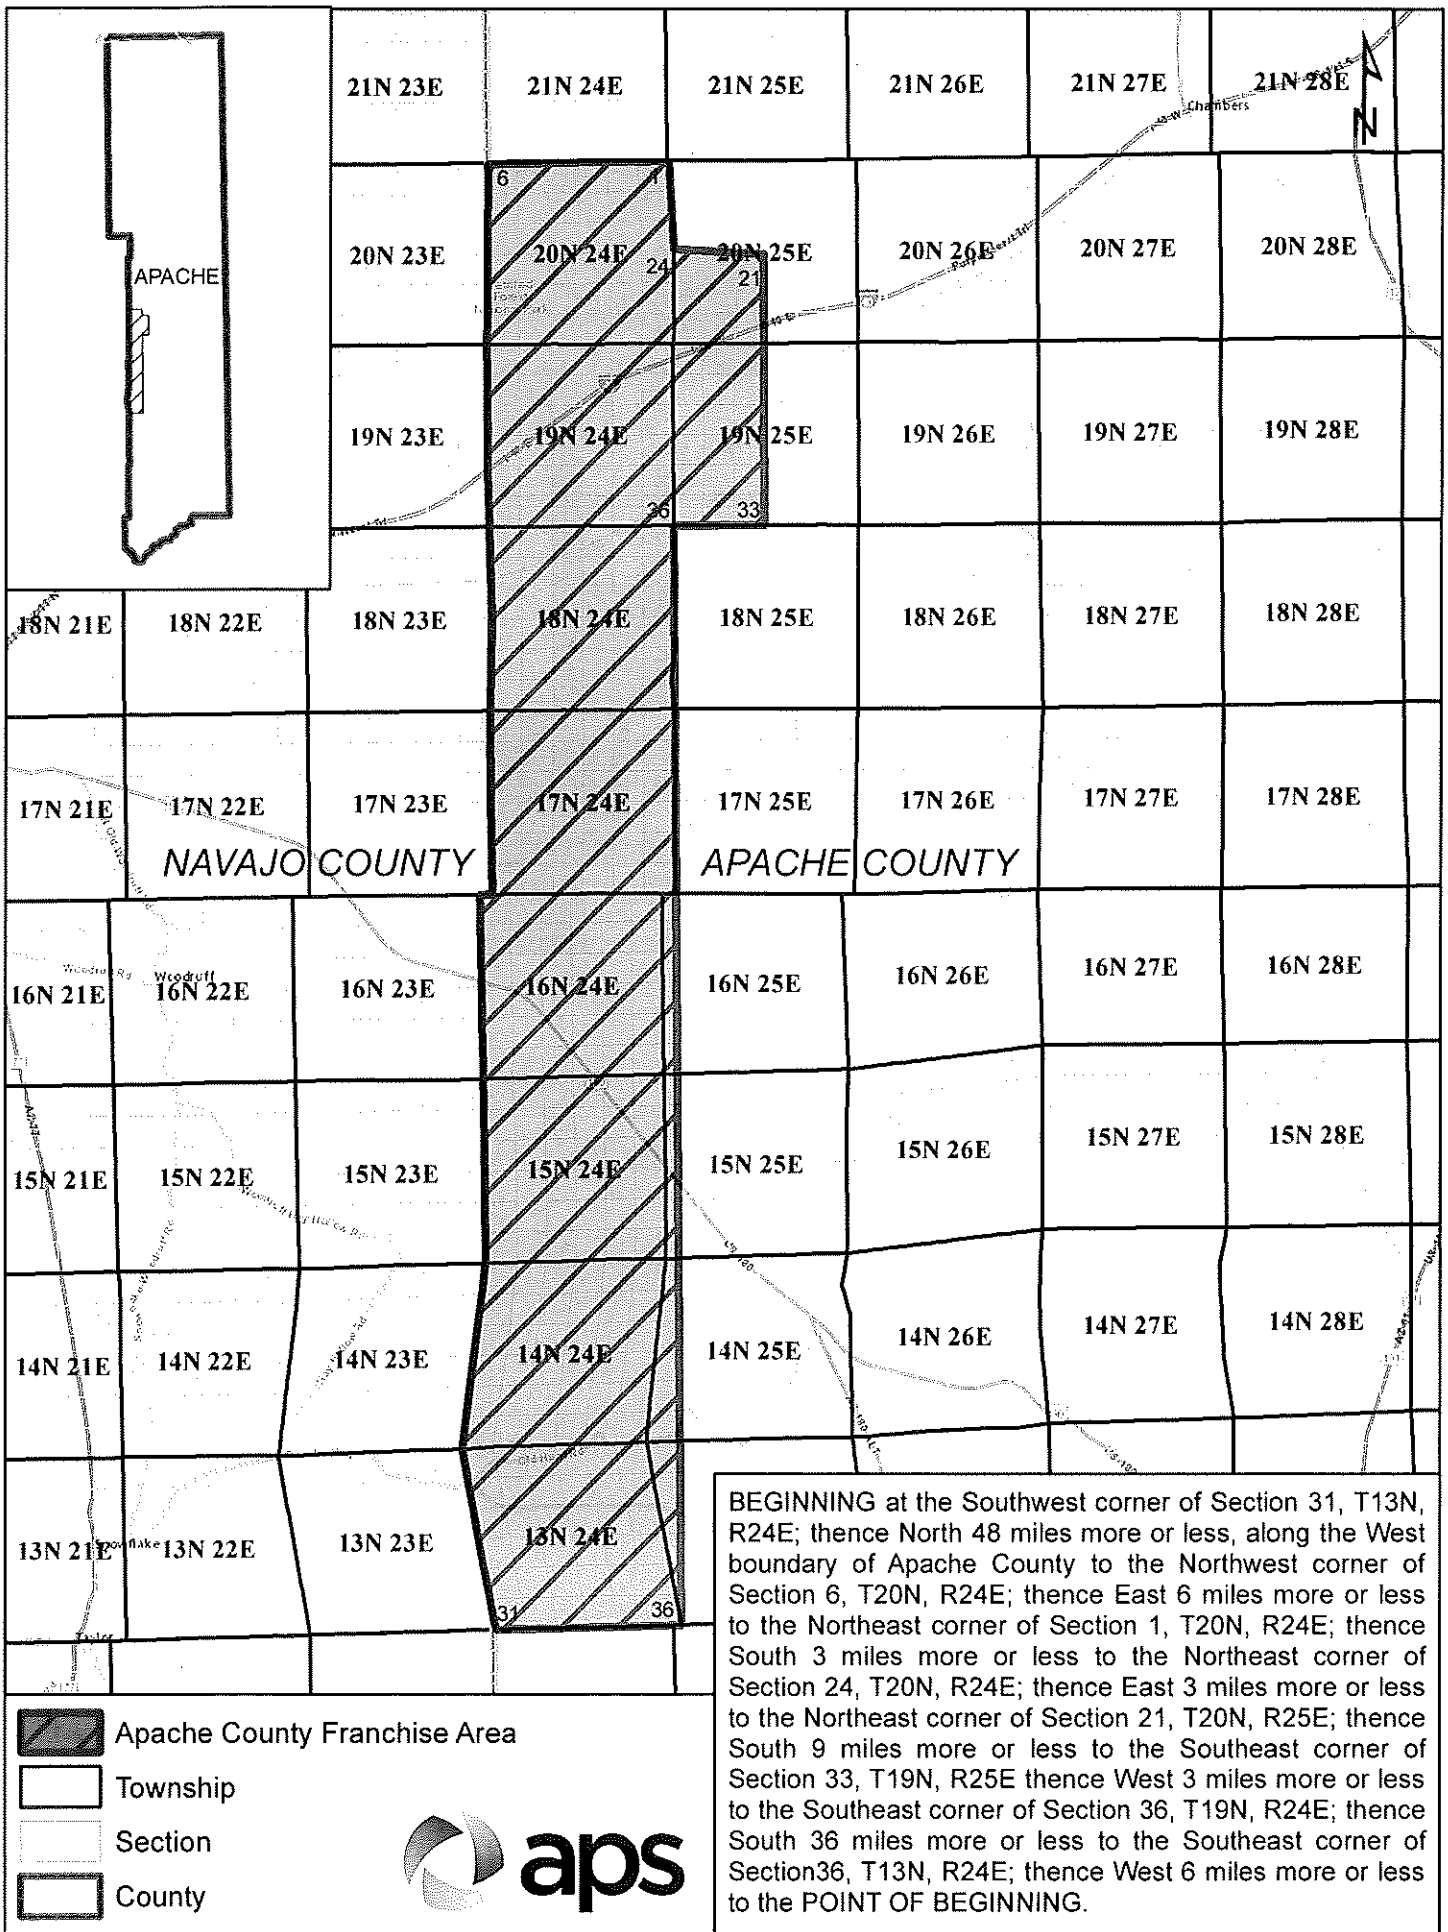 21N 23E
21N 24E
21N 25E
21N 26E
21N 27E
21N 28E
Chambers
N
6
1
20N 23E
20N 24E
20N 25E
20N 26E
20N 27E
20N 28E
24
21
APACHE
19N 23E
19N 24E
19N 25E
19N 26E
19N 27E
19N 28E
36
33
18N 21E
18N 22E
18N 23E
18N 24E
18N 25E
18N 26E
18N 27E
18N 28E
17N 21E
17N 22E
17N 23E
17N 24E
17N 25E
17N 26E
17N 27E
17N 28E
NAVAJO COUNTY
APACHE COUNTY
Woodruff Rd
Woodruff
16N 21E
16N 22E
16N 23E
16N 24E
16N 25E
16N 26E
16N 27E
16N 28E
15N 21E
15N 22E
15N 23E
15N 24E
15N 25E
15N 26E
15N 27E
15N 28E
US-180
14N 21E
14N 22E
14N 23E
14N 24E
14N 25E
14N 26E
14N 27E
14N 28E
US-180
13N 21E
Snowflake
13N 22E
13N 23E
13N 24E
31
36
Taylor
BEGINNING at the Southwest corner of Section 31, T13N,
R24E; thence North 48 miles more or less, along the West
boundary of Apache County to the Northwest corner of
Section 6, T20N, R24E; thence East 6 miles more or less
to the Northeast corner of Section 1, T20N, R24E; thence
South 3 miles more or less to the Northeast corner of
Section 24, T20N, R24E; thence East 3 miles more or less
to the Northeast corner of Section 21, T20N, R25E; thence
South 9 miles more or less to the Southeast corner of
Section 33, T19N, R25E thence West 3 miles more or less
to the Southeast corner of Section 36, T19N, R24E; thence
South 36 miles more or less to the Southeast corner of
Section36, T13N, R24E; thence West 6 miles more or less
to the POINT OF BEGINNING.
Apache County Franchise Area
Township
Section
County
aps